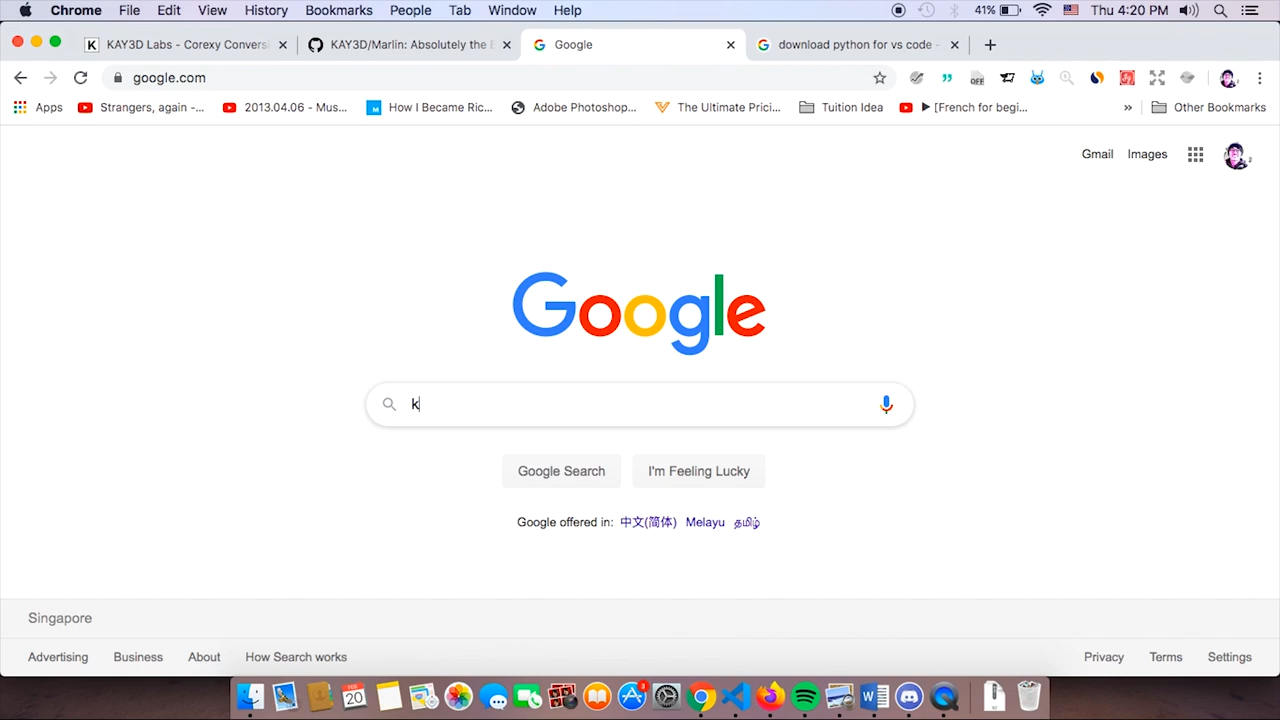 Chrome File Edit View History Bookmarks People Tab Window Help 41% Thu 4:20 PM
K KAY3D Labs - Corexy Convers KAY3D/Marlin: Absolutely the Google download python for vs code -
google.com
Apps Strangers, again -... 2013.04.06 - Mus... How I Became Ric... Adobe Photoshop... The Ultimate Prici... Tuition Idea ▶ [French for begi... » Other Bookmarks
Gmail Images
Google
k
Google Search I'm Feeling Lucky
Google offered in: 中文(简体) Melayu தமிழ்
Singapore
Advertising Business About How Search works Privacy Terms Settings
FEB
20
3